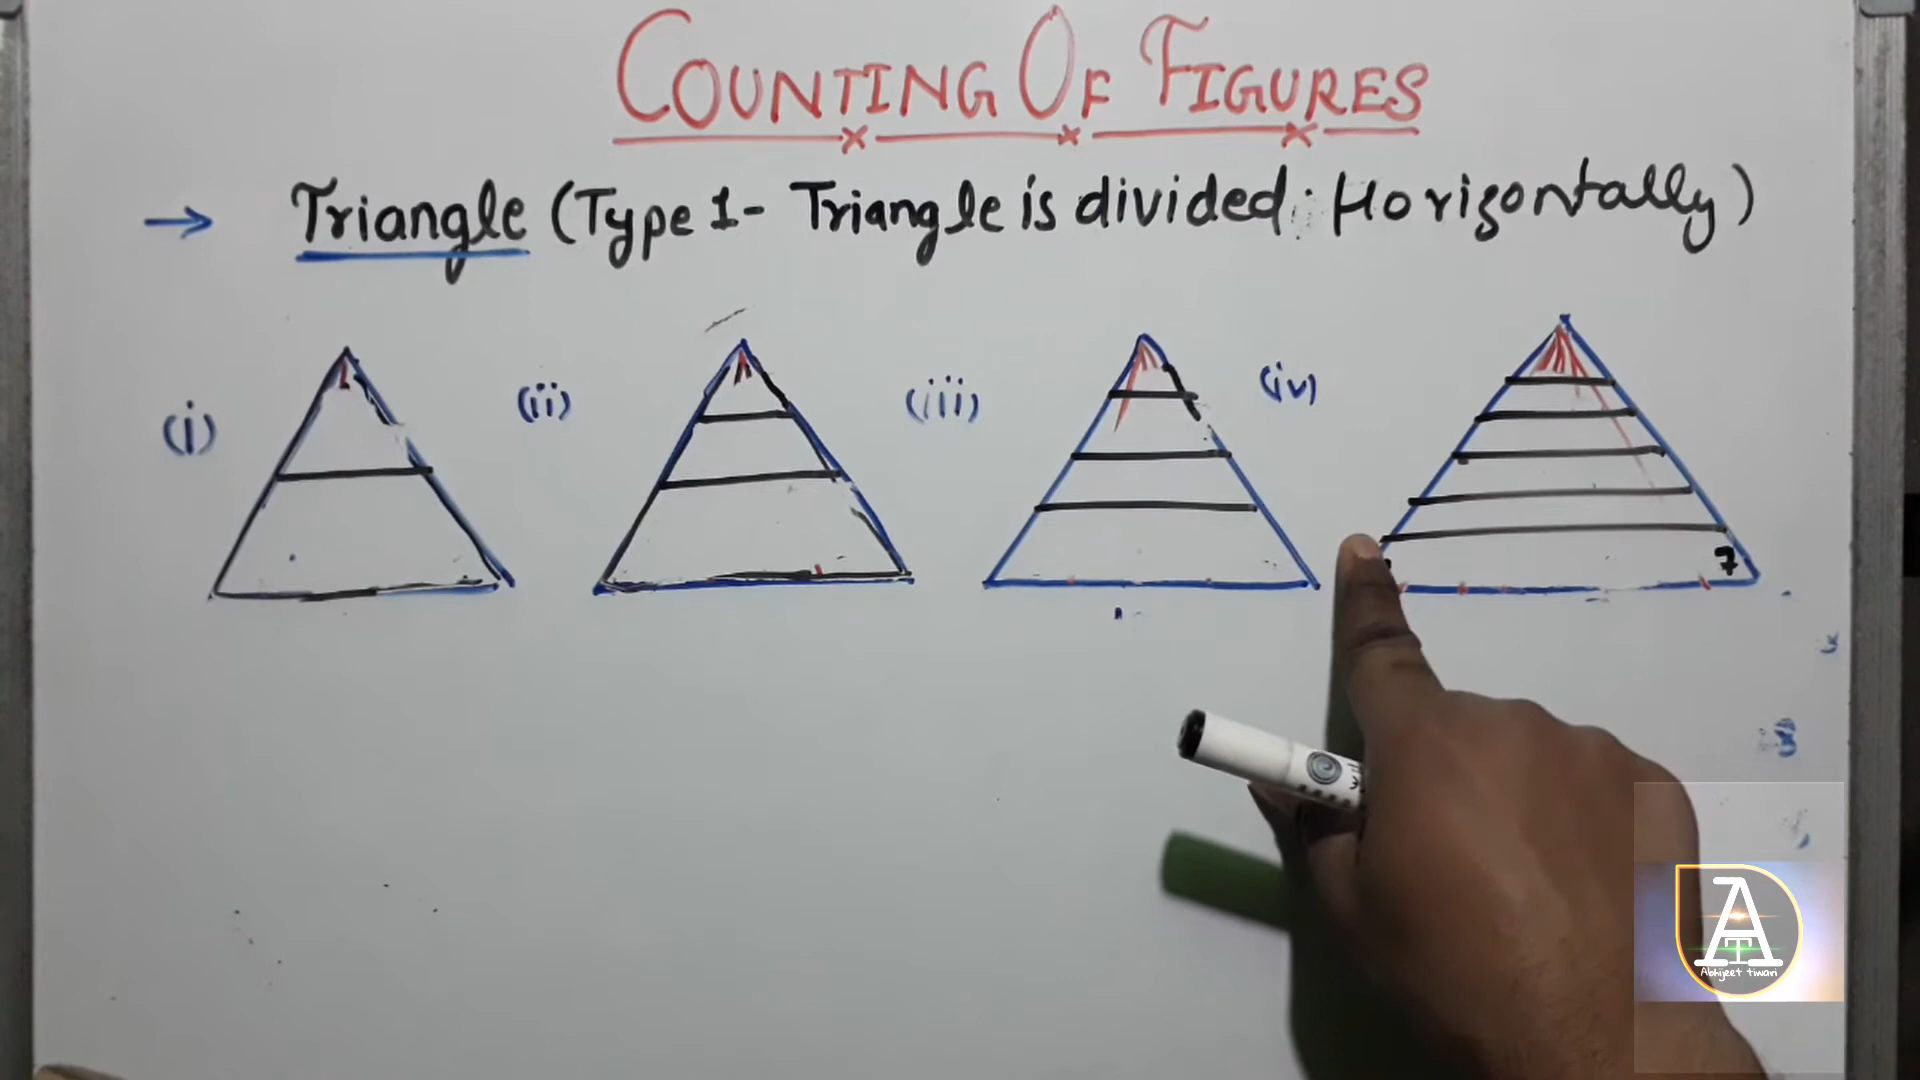 COUNTING OF FIGURES
→ Triangle (Type 1- Triangle is divided Horizontally)
(i) (ii) (iii) (iv)
7
A
T
Abhijeet tiwari